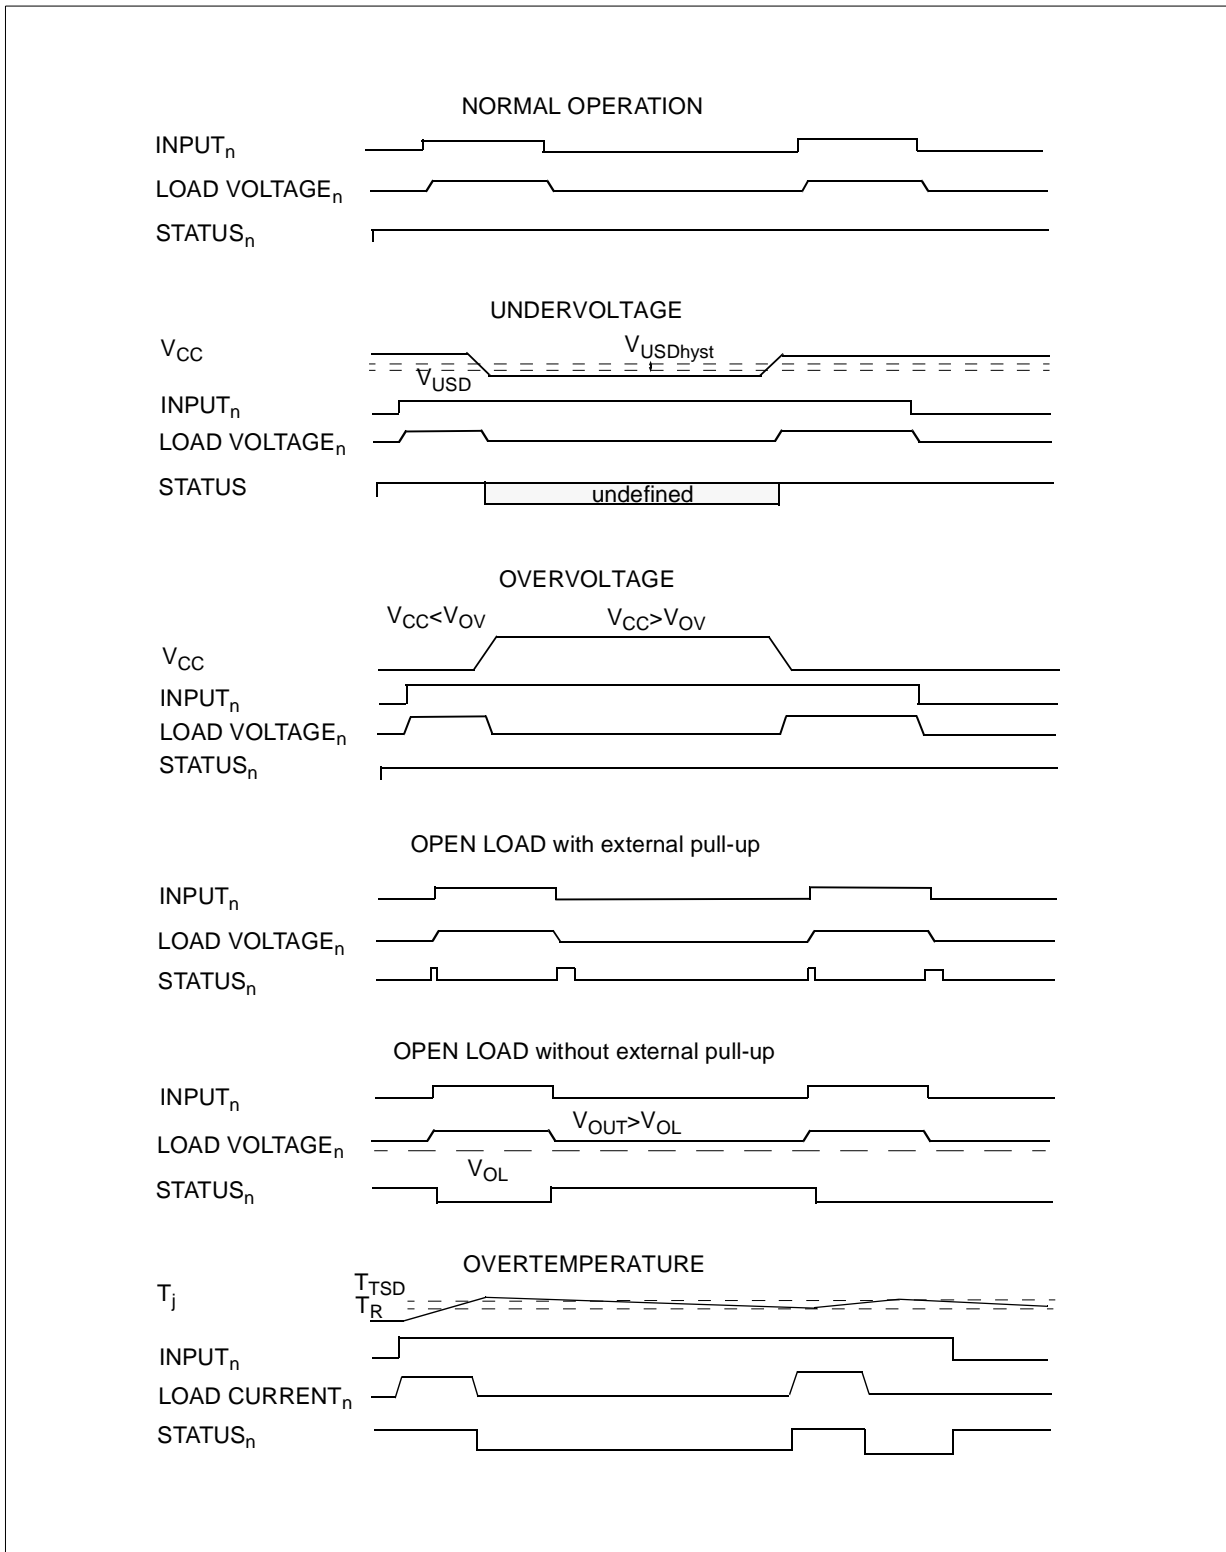 NORMAL OPERATION
INPUTn
LOAD VOLTAGEn
STATUSn
UNDERVOLTAGE
VCC
VUSDhyst
VUSD
INPUTn
LOAD VOLTAGEn
STATUS
undefined
OVERVOLTAGE
VCC<VOV
VCC>VOV
VCC
INPUTn
LOAD VOLTAGEn
STATUSn
OPEN LOAD with external pull-up
INPUTn
LOAD VOLTAGEn
STATUSn
OPEN LOAD without external pull-up
INPUTn
VOUT>VOL
LOAD VOLTAGEn
VOL
STATUSn
OVERTEMPERATURE
Tj
TTSD
TR
INPUTn
LOAD CURRENTn
STATUSn